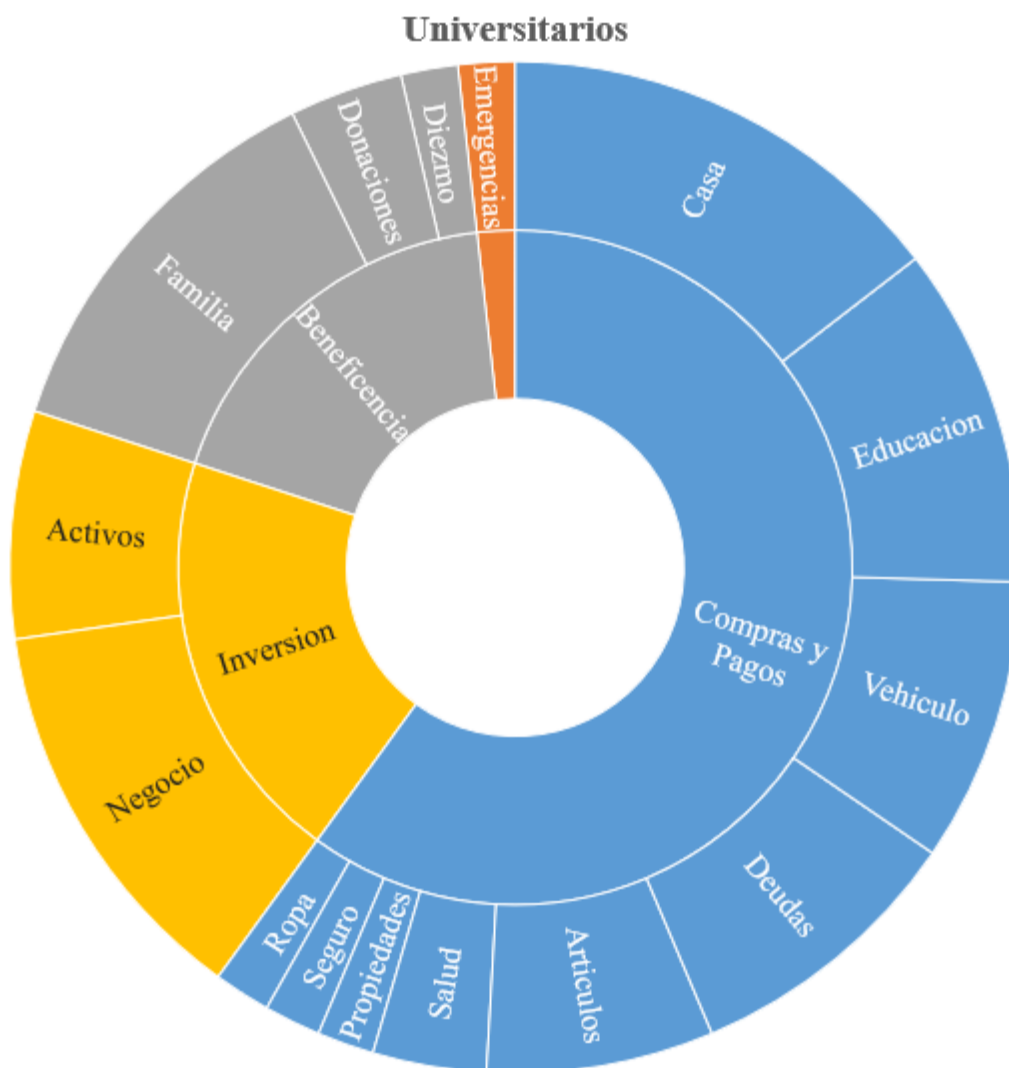 Universitarios
Casa
Educacion
Vehiculo
Deudas
Articulos
Salud
Propiedades
Seguro
Ropa
Compras y
Pagos
Negocio
Activos
Inversion
Familia
Donaciones
Diezmo
Beneficencia
Emergencias